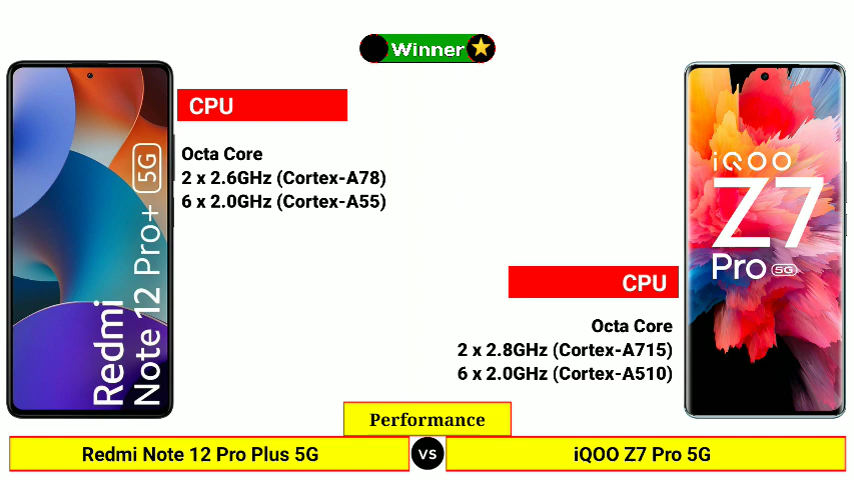 Winner
CPU
Octa Core
2 x 2.6GHz (Cortex-A78)
6 x 2.0GHz (Cortex-A55)
Redmi
Note 12 Pro+ 5G
iQOO
Z7
Pro 5G
CPU
Octa Core
2 x 2.8GHz (Cortex-A715)
6 x 2.0GHz (Cortex-A510)
Performance
Redmi Note 12 Pro Plus 5G
VS
iQOO Z7 Pro 5G